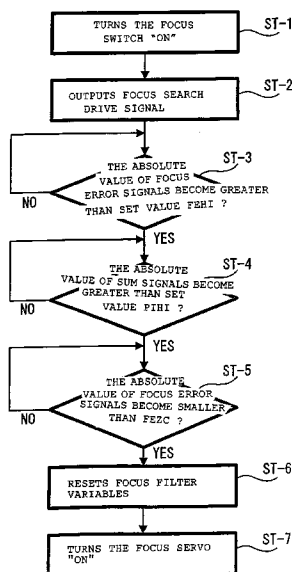 TURNS THE FOCUS
SWITCH "ON"
ST-1
OUTPUTS FOCUS SEARCH
DRIVE SIGNAL
ST-2
THE ABSOLUTE
VALUE OF FOCUS
ERROR SIGNALS BECOME GREATER
THAN SET VALUE FEHI ?
ST-3
NO
YES
THE ABSOLUTE
VALUE OF SUM SIGNALS BECOME
GREATER THAN SET
VALUE PIHI ?
ST-4
NO
YES
THE ABSOLUTE
VALUE OF FOCUS ERROR
SIGNALS BECOME SMALLER
THAN FEZC ?
ST-5
NO
YES
RESETS FOCUS FILTER
VARIABLES
ST-6
TURNS THE FOCUS SERVO
"ON"
ST-7